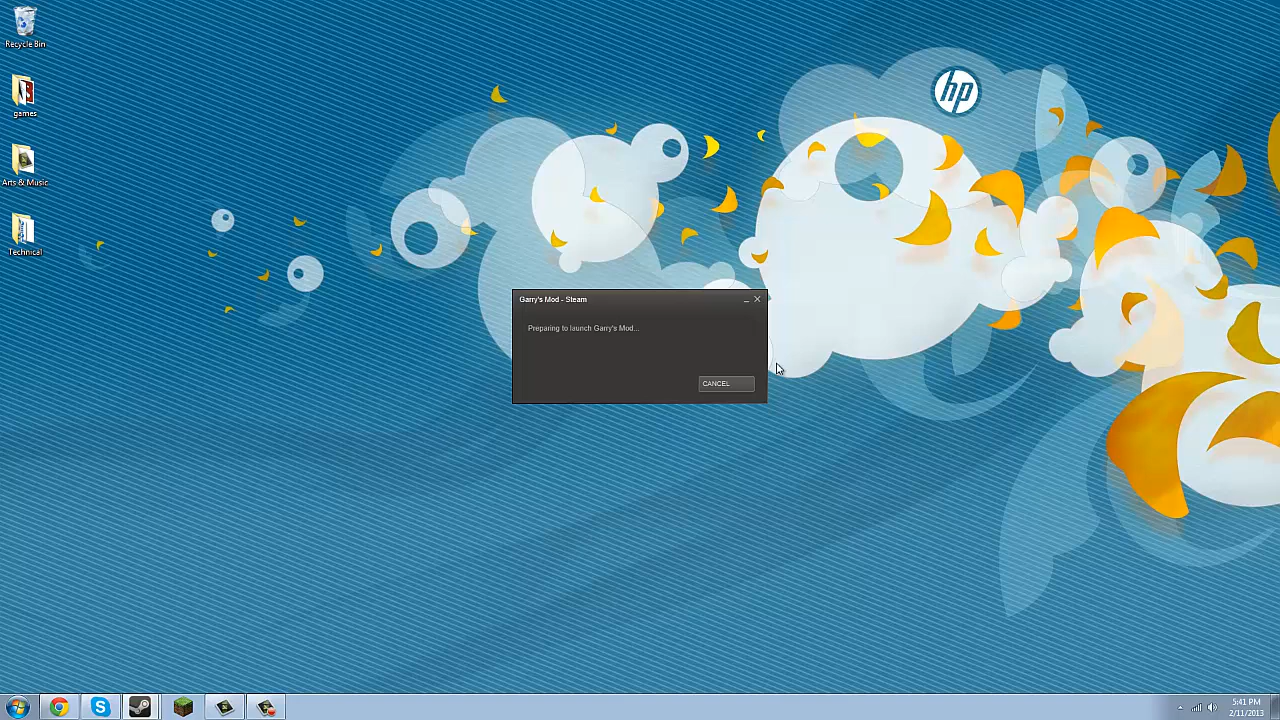 Recycle Bin
games
Arts & Music
Technical
hp
Garry's Mod - Steam
Preparing to launch Garry's Mod...
CANCEL
5:41 PM
2/11/2013